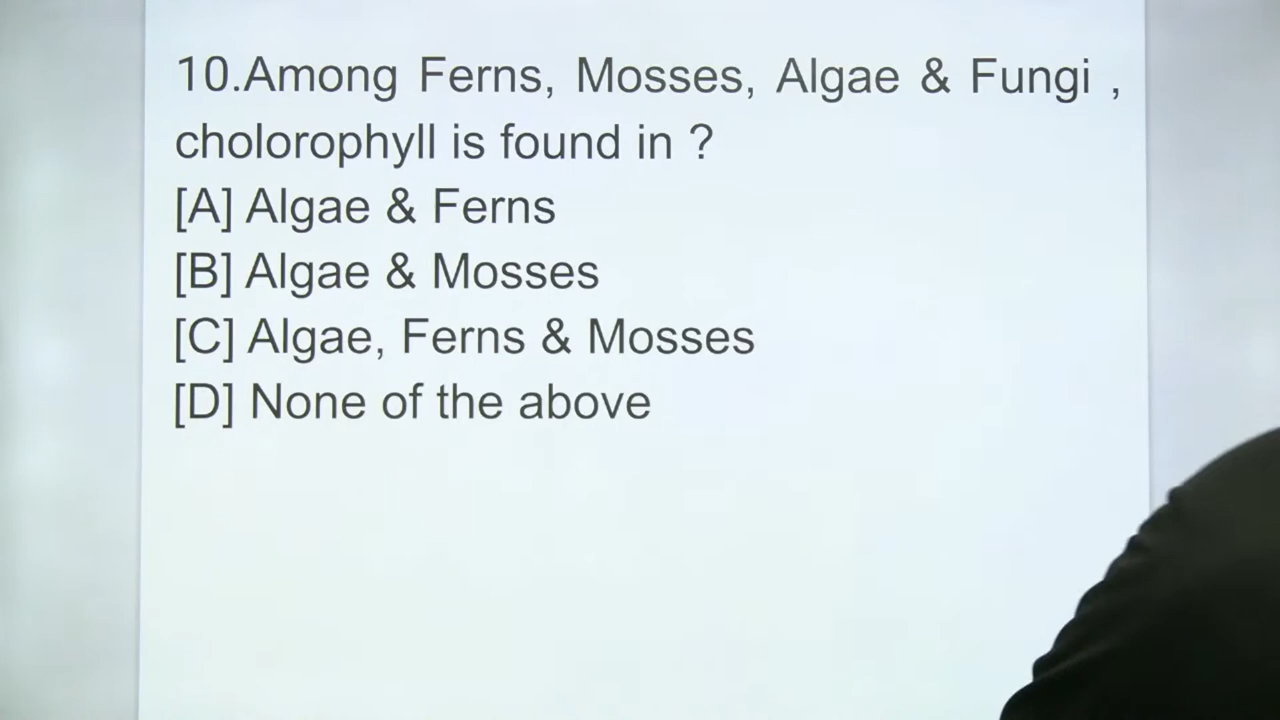 10.Among Ferns, Mosses, Algae & Fungi ,
cholorophyll is found in ?
[A] Algae & Ferns
[B] Algae & Mosses
[C] Algae, Ferns & Mosses
[D] None of the above